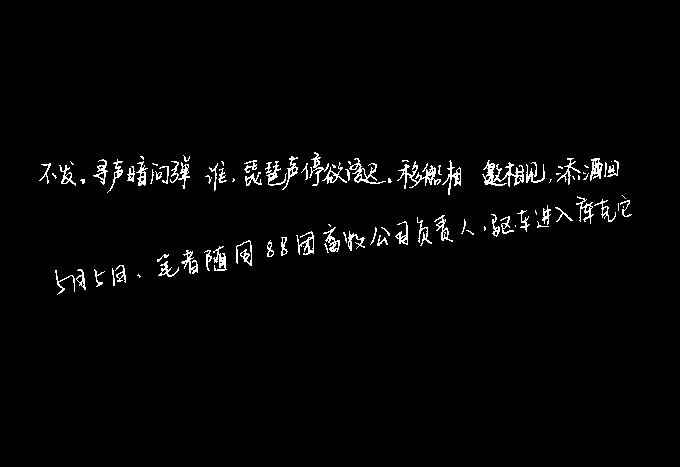 不发。寻声暗问弹 谁，琵琶声停欲语迟。移船相 邀相见，添酒回
5月5日、笔者随同88团畜牧公司负责人，驱车进入库克它